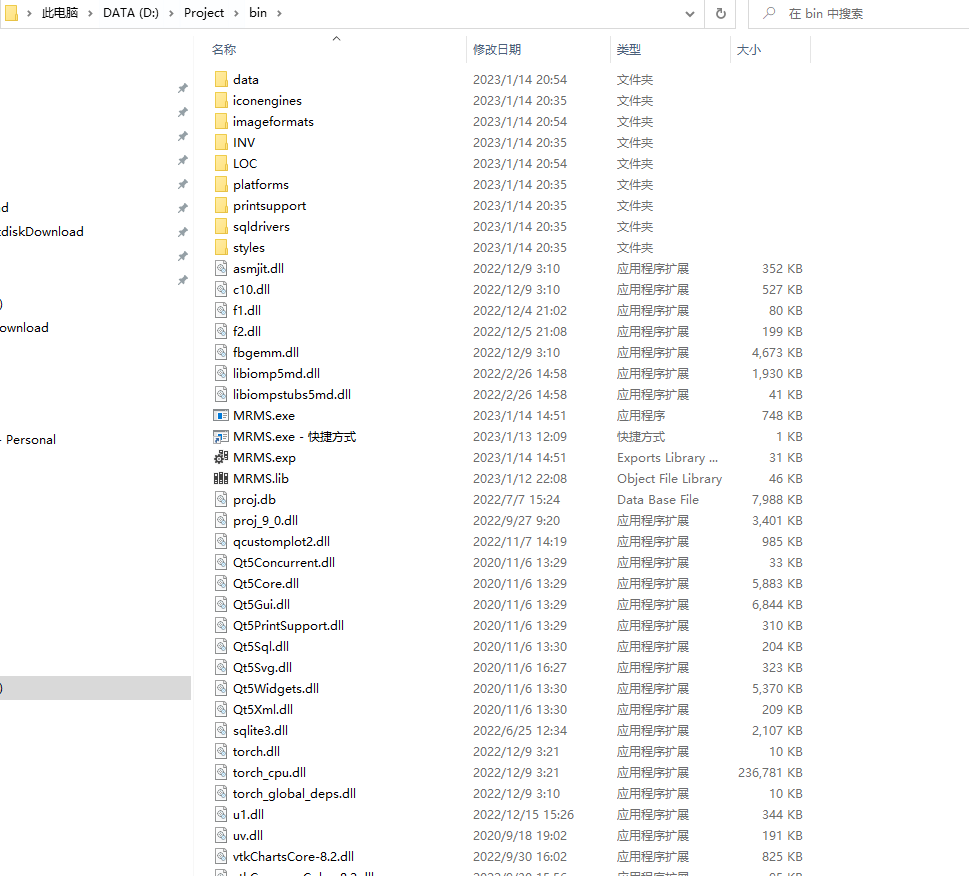 此电脑 > DATA (D:) > Project > bin >
在 bin 中搜索
名称 修改日期 类型 大小
data 2023/1/14 20:54 文件夹
iconengines 2023/1/14 20:35 文件夹
imageformats 2023/1/14 20:54 文件夹
INV 2023/1/14 20:35 文件夹
LOC 2023/1/14 20:54 文件夹
platforms 2023/1/14 20:35 文件夹
printsupport 2023/1/14 20:35 文件夹
sqldrivers 2023/1/14 20:35 文件夹
diskDownload
styles 2023/1/14 20:35 文件夹
asmjit.dll 2022/12/9 3:10 应用程序扩展 352 KB
c10.dll 2022/12/9 3:10 应用程序扩展 527 KB
f1.dll 2022/12/4 21:02 应用程序扩展 80 KB
ownload
f2.dll 2022/12/5 21:08 应用程序扩展 199 KB
fbgemm.dll 2022/12/9 3:10 应用程序扩展 4,673 KB
libiomp5md.dll 2022/2/26 14:58 应用程序扩展 1,930 KB
libiompstubs5md.dll 2022/2/26 14:58 应用程序扩展 41 KB
MRMS.exe 2023/1/14 14:51 应用程序 748 KB
MRMS.exe - 快捷方式 2023/1/13 12:09 快捷方式 1 KB
- Personal
MRMS.exp 2023/1/14 14:51 Exports Library ... 31 KB
MRMS.lib 2023/1/12 22:08 Object File Library 46 KB
proj.db 2022/7/7 15:24 Data Base File 7,988 KB
proj_9_0.dll 2022/9/27 9:20 应用程序扩展 3,401 KB
qcustomplot2.dll 2022/11/7 14:19 应用程序扩展 985 KB
Qt5Concurrent.dll 2020/11/6 13:29 应用程序扩展 33 KB
Qt5Core.dll 2020/11/6 13:29 应用程序扩展 5,883 KB
Qt5Gui.dll 2020/11/6 13:29 应用程序扩展 6,844 KB
Qt5PrintSupport.dll 2020/11/6 13:29 应用程序扩展 310 KB
Qt5Sql.dll 2020/11/6 13:30 应用程序扩展 204 KB
Qt5Svg.dll 2020/11/6 16:27 应用程序扩展 323 KB
Qt5Widgets.dll 2020/11/6 13:30 应用程序扩展 5,370 KB
Qt5Xml.dll 2020/11/6 13:30 应用程序扩展 209 KB
sqlite3.dll 2022/6/25 12:34 应用程序扩展 2,107 KB
torch.dll 2022/12/9 3:21 应用程序扩展 10 KB
torch_cpu.dll 2022/12/9 3:21 应用程序扩展 236,781 KB
torch_global_deps.dll 2022/12/9 3:10 应用程序扩展 10 KB
u1.dll 2022/12/15 15:26 应用程序扩展 344 KB
uv.dll 2020/9/18 19:02 应用程序扩展 191 KB
vtkChartsCore-8.2.dll 2022/9/30 16:02 应用程序扩展 825 KB